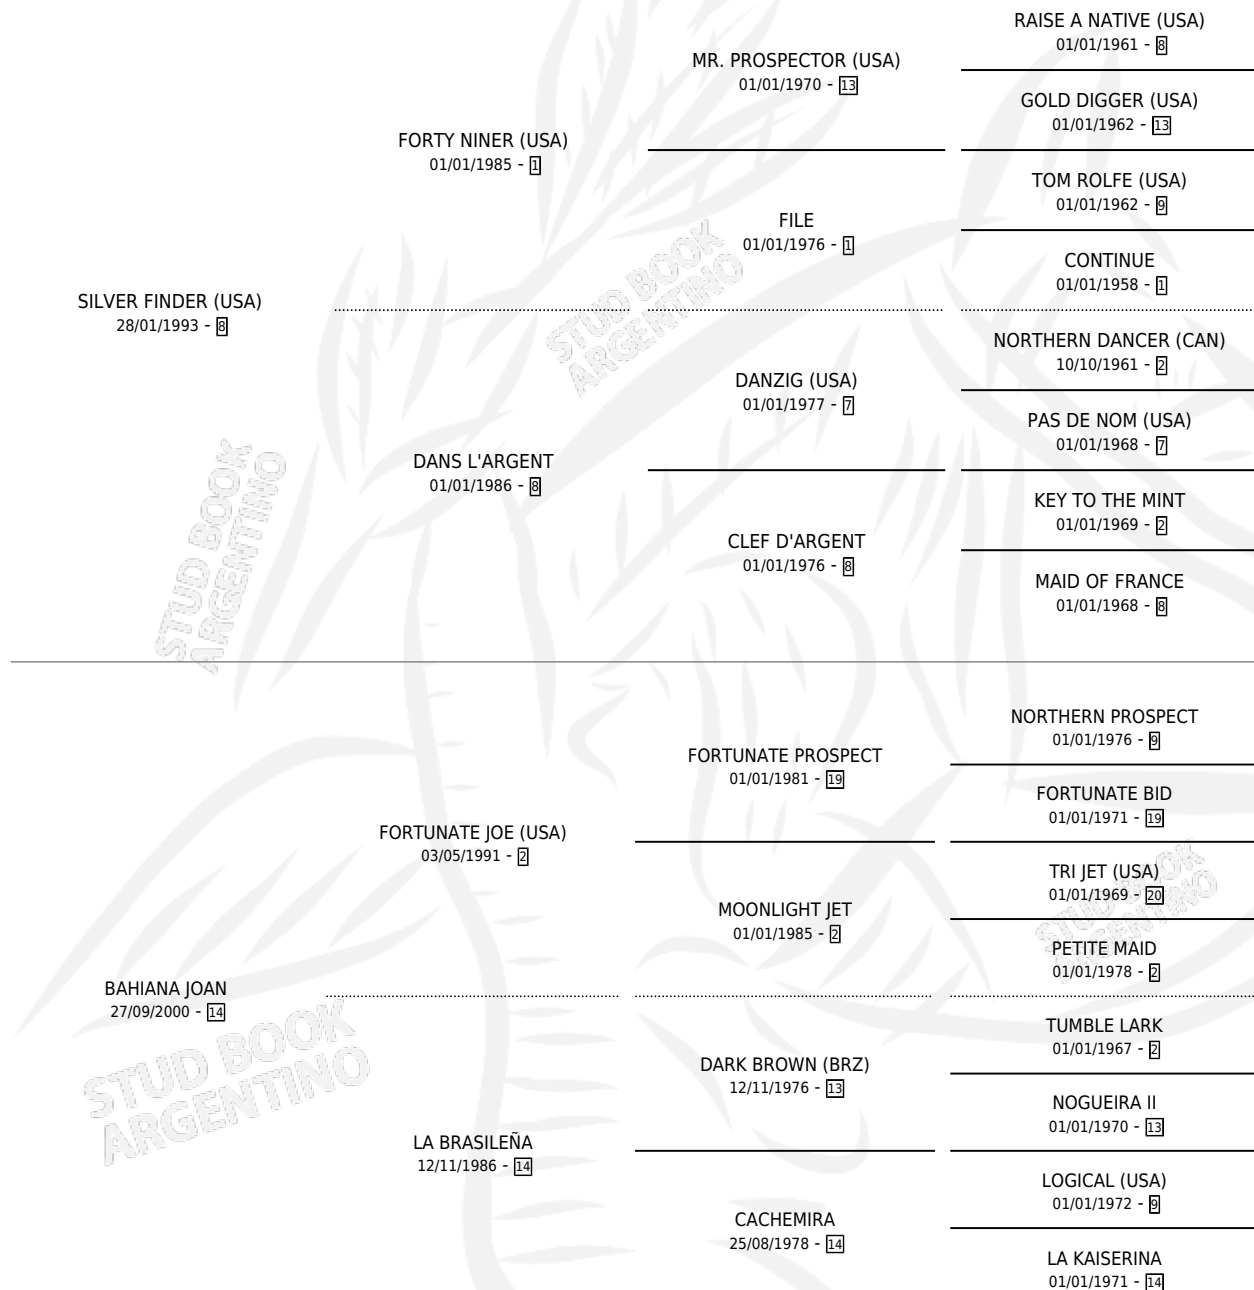 RAISE A NATIVE (USA)
01/01/1961 - 8
MR. PROSPECTOR (USA)
01/01/1970 - 13
GOLD DIGGER (USA)
01/01/1962 - 13
FORTY NINER (USA)
01/01/1985 - 1
TOM ROLFE (USA)
01/01/1962 - 9
FILE
01/01/1976 - 1
CONTINUE
01/01/1958 - 1
SILVER FINDER (USA)
28/01/1993 - 8
NORTHERN DANCER (CAN)
10/10/1961 - 2
DANZIG (USA)
01/01/1977 - 7
PAS DE NOM (USA)
01/01/1968 - 7
DANS L'ARGENT
01/01/1986 - 8
KEY TO THE MINT
01/01/1969 - 2
CLEF D'ARGENT
01/01/1976 - 8
MAID OF FRANCE
01/01/1968 - 8
NORTHERN PROSPECT
01/01/1976 - 9
FORTUNATE PROSPECT
01/01/1981 - 19
FORTUNATE BID
01/01/1971 - 19
FORTUNATE JOE (USA)
03/05/1991 - 2
TRI JET (USA)
01/01/1969 - 20
MOONLIGHT JET
01/01/1985 - 2
PETITE MAID
01/01/1978 - 2
BAHIANA JOAN
27/09/2000 - 14
TUMBLE LARK
01/01/1967 - 2
DARK BROWN (BRZ)
12/11/1976 - 13
NOGUEIRA II
01/01/1970 - 13
LA BRASILEÑA
12/11/1986 - 14
LOGICAL (USA)
01/01/1972 - 9
CACHEMIRA
25/08/1978 - 14
LA KAISERINA
01/01/1971 - 14
STUD BOOK
ARGENTINO
STUD BOOK
ARGENTINO
STUD BOOK
ARGENTINO
STUD BOOK
ARGENTINO